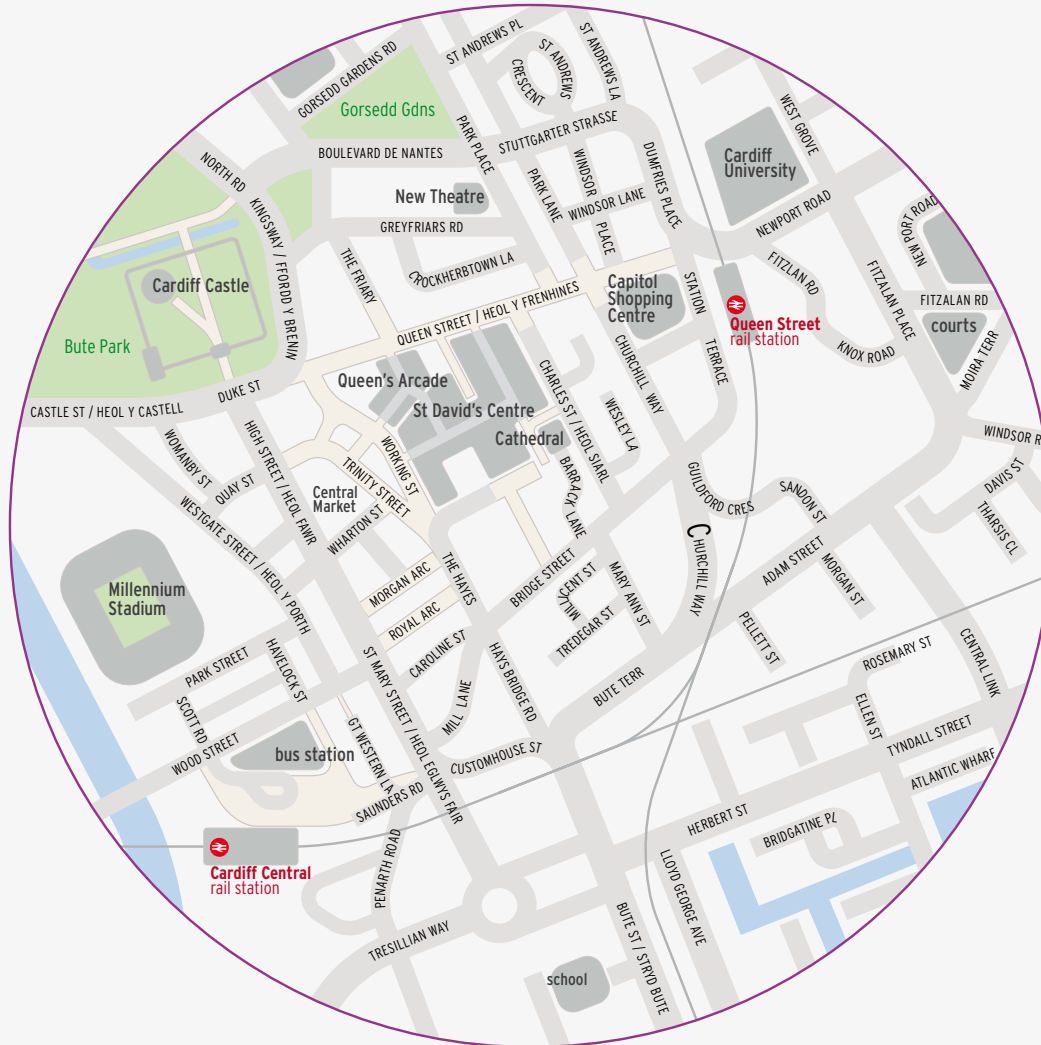 ST ANDREWS PL
ST ANDREWS
CRESCENT
ST ANDREWS LA
GORSEDD GARDENS RD
Gorsedd Gdns
PARK PLACE
STUTTGARTER STRASSE
WEST GROVE
BOULEVARD DE NANTES
NORTH RD
DUMFRIES PLACE
Cardiff
University
WINDSOR
PLACE
PARK LANE
WINDSOR LANE
New Theatre
GREYFRIARS RD
NEWPORT ROAD
NEWPORT ROAD
KINGSWAY / FFORDD Y BRENIN
THE FRIARY
CROCKHERBTOWN LA
FITZLAN RD
FITZALAN PLACE
Cardiff Castle
QUEEN STREET / HEOL Y FRENHINES
Capitol
Shopping
Centre
STATION
TERRACE
Queen Street
rail station
FITZALAN RD
courts
KNOX ROAD
MOIRA TERR
Bute Park
DUKE ST
CASTLE ST / HEOL Y CASTELL
Queen's Arcade
St David's Centre
Cathedral
CHARLES ST / HEOL SIARL
CHURCHILL WAY
WESLEY LA
WINDSOR R
WOMANBY ST
QUAY ST
HIGH STREET / HEOL FAWR
WORKING ST
TRINITY STREET
Central
Market
WHARTON ST
BARRACK LANE
GUILDFORD CRES
SANDON ST
DAVIS ST
THARSIS CL
WESTGATE STREET / HEOL Y PORTH
THE HAYES
BRIDGE STREET
CHURCHILL WAY
ADAM STREET
MORGAN ST
Millennium
Stadium
MORGAN ARC
ROYAL ARC
MILLICENT ST
TREDEGAR ST
MARY ANN ST
PELLETT ST
CENTRAL LINK
ROSEMARY ST
PARK STREET
HAVELOCK ST
CAROLINE ST
HAYS BRIDGE RD
BUTE TERR
SCOTT RD
WOOD STREET
ST MARY STREET / HEOL EGLWYS FAIR
MILL LANE
ELLEN ST
TYNDALL STREET
bus station
GT WESTERN LA
CUSTOMHOUSE ST
ATLANTIC WHARF
SAUNDERS RD
HERBERT ST
BRIDGATINE PL
Cardiff Central
rail station
PENARTH ROAD
LLOYD GEORGE AVE
TRESILLIAN WAY
BUTE ST / STRYD BUTE
school